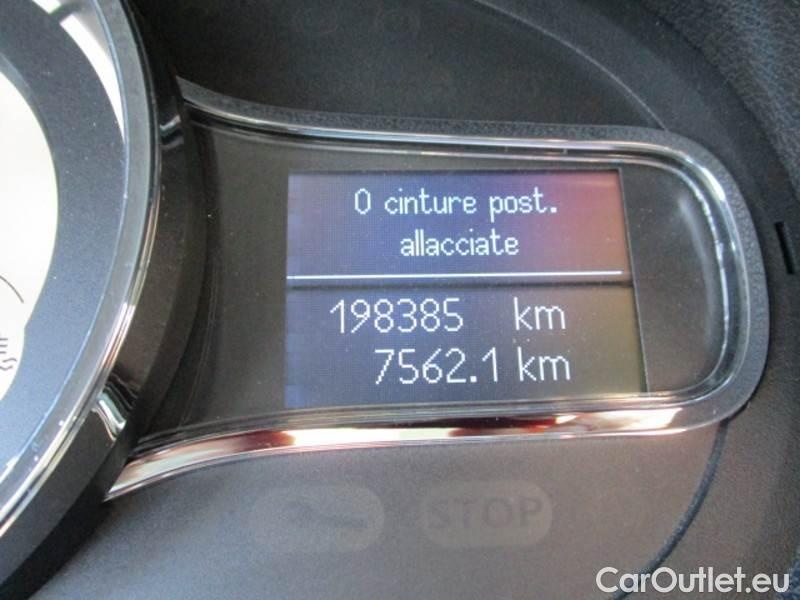 0 cinture post.
allacciate
198385 km
7562.1 km
STOP
CarOutlet.eu